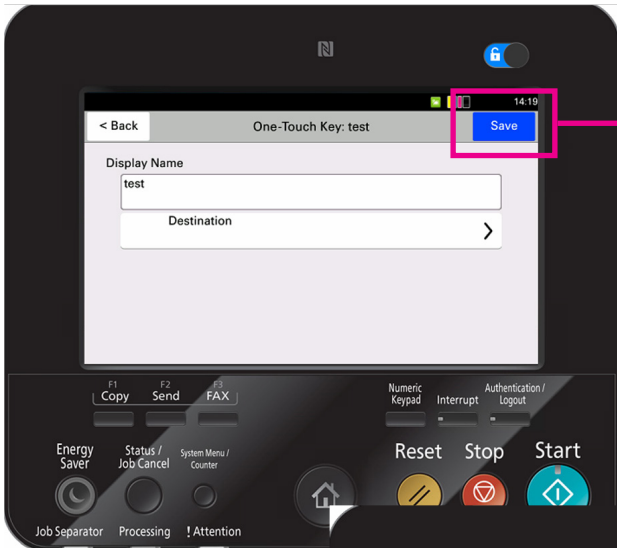 14:19
< Back One-Touch Key: test Save
Display Name
test
Destination
F1 F2 F3
Copy Send FAX
Numeric Keypad Interrupt Authentication / Logout
Energy Saver Status / Job Cancel System Menu / Counter
Reset Stop Start
Job Separator Processing ! Attention